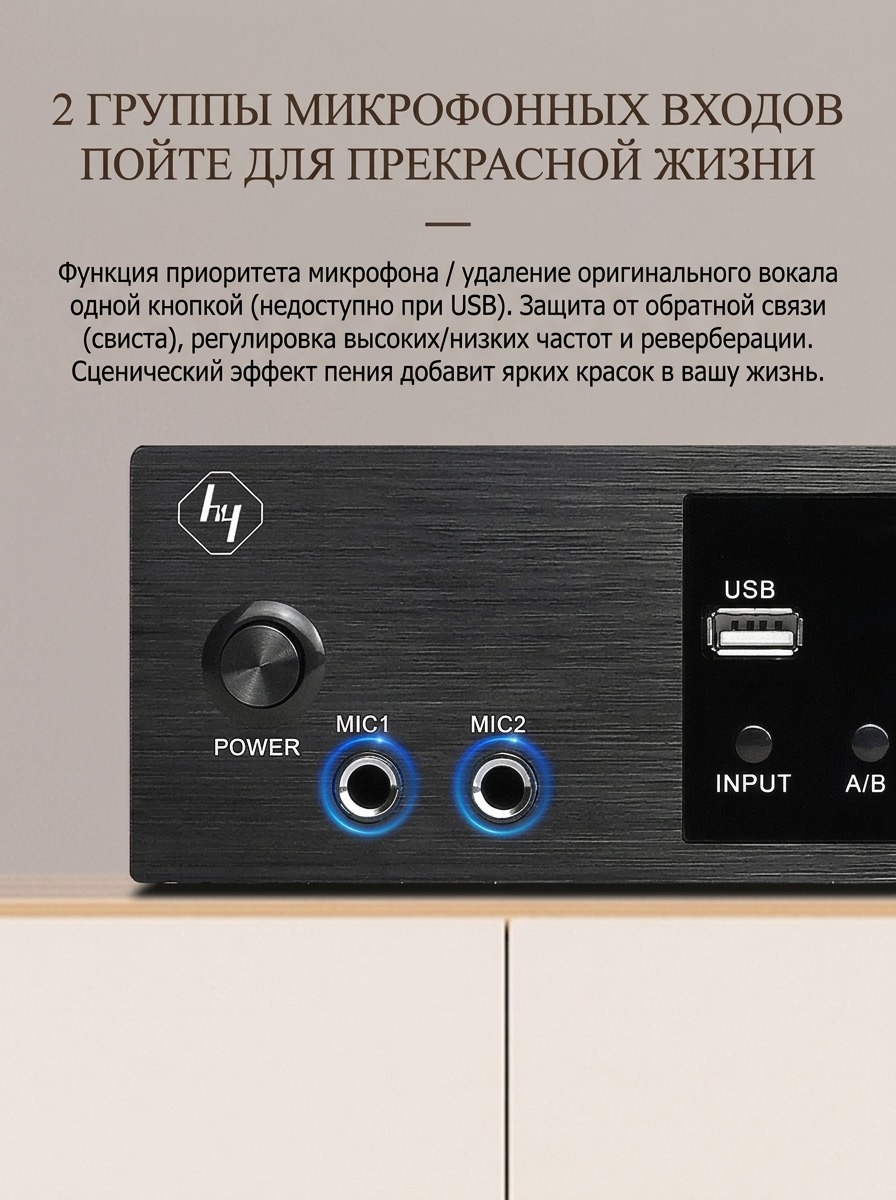 2 ГРУППЫ МИКРОФОННЫХ ВХОДОВ
ПОЙТЕ ДЛЯ ПРЕКРАСНОЙ ЖИЗНИ
Функция приоритета микрофона / удаление оригинального вокала
одной кнопкой (недоступно при USB). Защита от обратной связи
(свиста), регулировка высоких/низких частот и реверберации.
Сценический эффект пения добавит ярких красок в вашу жизнь.
hy
USB
MIC1
MIC2
POWER
INPUT
A/B